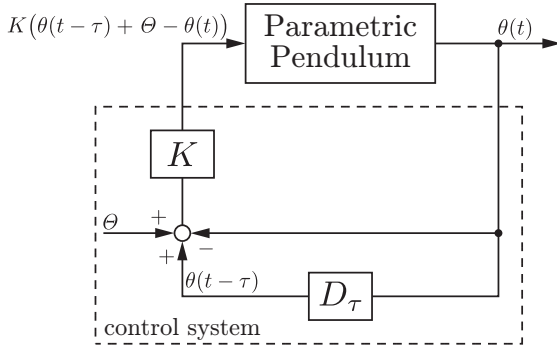 K(θ(t − τ) + Θ − θ(t))
Parametric
Pendulum
θ(t)
K
Θ
+
−
+
θ(t − τ)
D_τ
control system